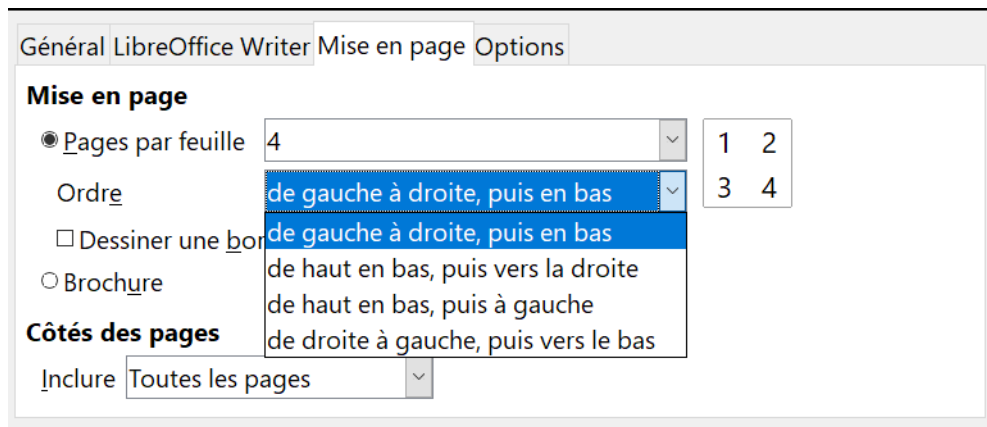 Général LibreOffice Writer Mise en page Options
Mise en page
Pages par feuille 4
1 2
3 4
Ordre de gauche à droite, puis en bas
de gauche à droite, puis en bas
de haut en bas, puis vers la droite
de haut en bas, puis à gauche
de droite à gauche, puis vers le bas
Dessiner une bor
Brochure
Côtés des pages
Inclure Toutes les pages